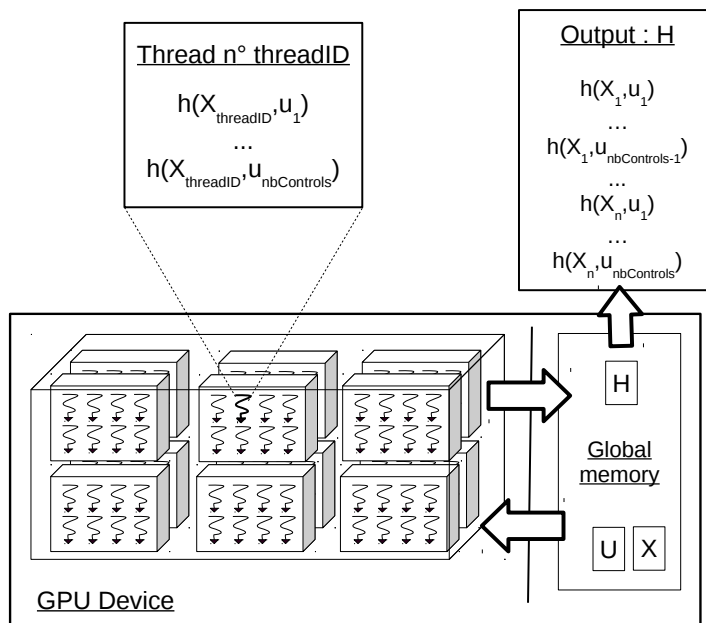 Thread n° threadID
h(X_threadID,u_1)
...
h(X_threadID,u_nbControls)
Output : H
h(X_1,u_1)
...
h(X_1,u_nbControls-1)
...
h(X_n,u_1)
...
h(X_n,u_nbControls)
H
Global
memory
U X
GPU Device